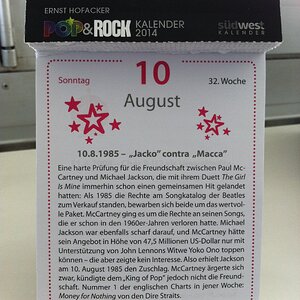 ERNST HOFACKER
POP&ROCK KALENDER 2014
südwest
KALENDER
Sonntag
10
32. Woche
August
10.8.1985 – „Jacko“ contra „Macca“
Eine harte Prüfung für die Freundschaft zwischen Paul Mc-
Cartney und Michael Jackson, die mit ihrem Duett The Girl
Is Mine immerhin schon einen gemeinsamen Hit gelandet
hatten: Als 1985 die Rechte am Songkatalog der Beatles
zum Verkauf standen, bewarben sich beide um das wertvol-
le Paket. McCartney ging es um die Rechte an seinen Songs,
die er schon in den 1960er-Jahren verloren hatte. Michael
Jackson war ebenfalls scharf darauf, und McCartney hätte
sein Angebot in Höhe von 47,5 Millionen US-Dollar nur mit
Unterstützung von John Lennons Witwe Yoko Ono toppen
können – die aber zeigte kein Interesse. Also erhielt Jackson
am 10. August 1985 den Zuschlag. McCartney ärgerte sich
zwar, kündigte dem „King of Pop“ jedoch nicht die Freund-
schaft. Nummer 1 der englischen Charts in jener Woche:
Money for Nothing von den Dire Straits.